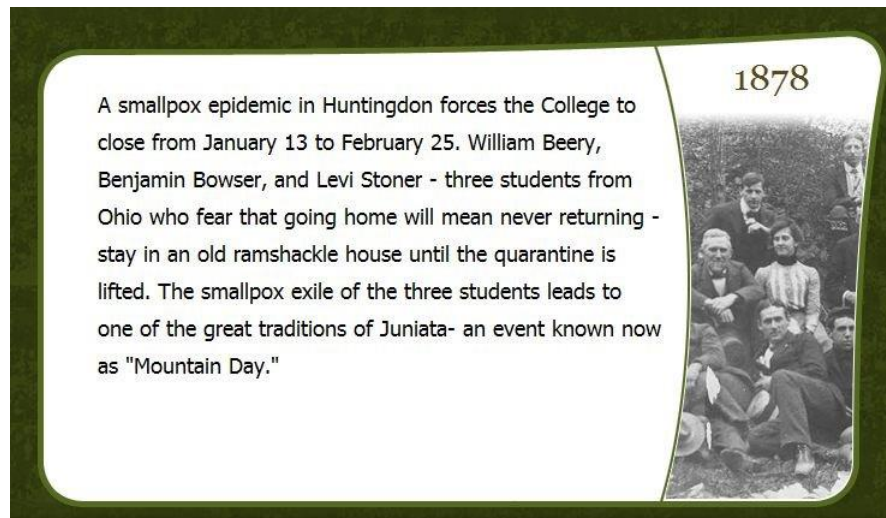 1878
A smallpox epidemic in Huntingdon forces the College to
close from January 13 to February 25. William Beery,
Benjamin Bowser, and Levi Stoner - three students from
Ohio who fear that going home will mean never returning -
stay in an old ramshackle house until the quarantine is
lifted. The smallpox exile of the three students leads to
one of the great traditions of Juniata- an event known now
as "Mountain Day."